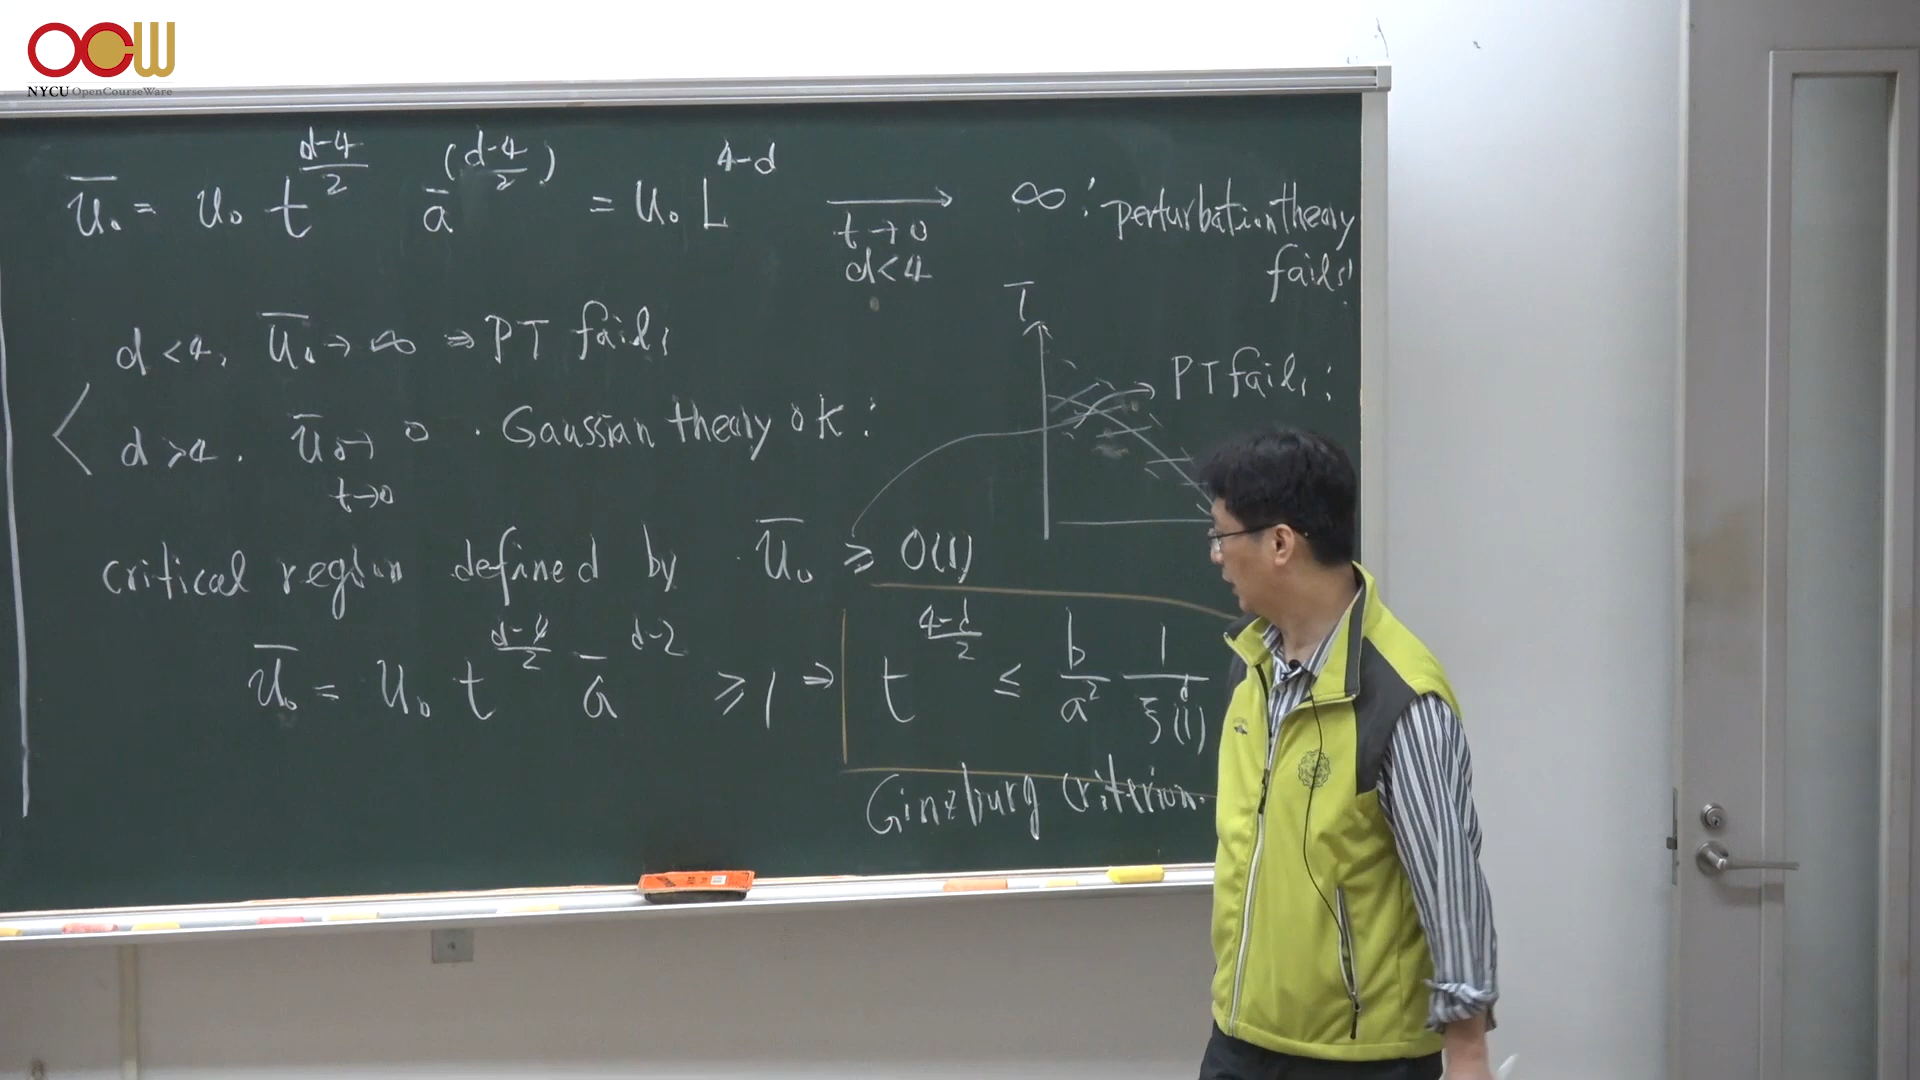 OCW
NYCU OpenCourseWare
ū₀ = u₀ t^((d-4)/2) ā^((d-4)/2) = u₀ L^(4-d) → ∞ : perturbation theory
t→0
d<4
fails!
T
d<4, ū₀ → ∞ ⇒ PT fails
PT fails
d>4. ū₀ → 0 . Gaussian theory ok :
t→0
critical region defined by ū₀ ≥ O(1)
ū₀ = u₀ t^((d-4)/2) ā^(d-2) ≥ 1 ⇒ t^((4-d)/2) ≤ b/a² 1/ξ^d(1)
Ginzburg criterion.